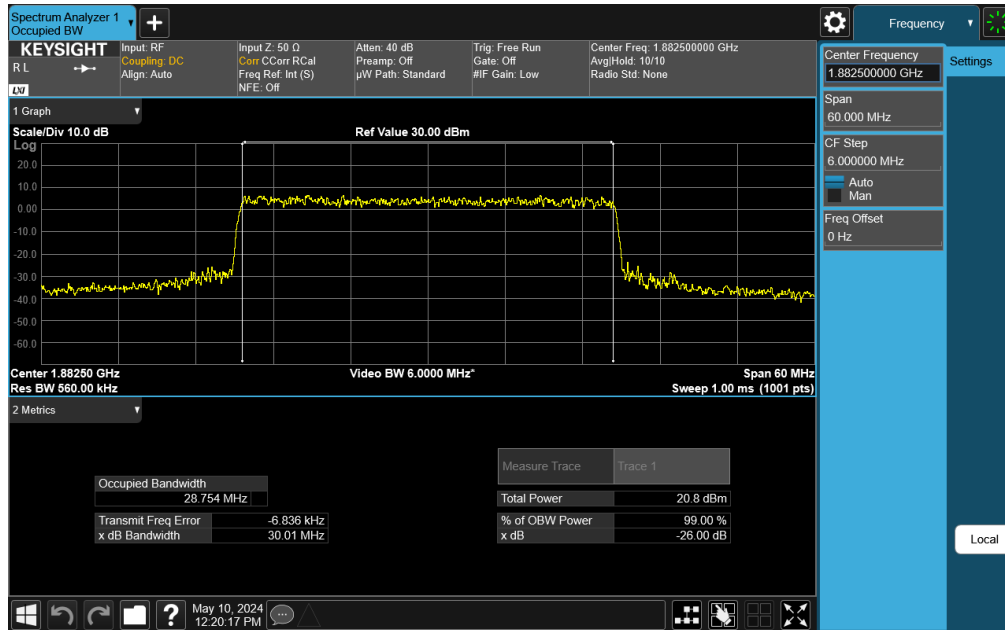 Spectrum Analyzer 1
Occupied BW
Frequency
KEYSIGHT
R L
LXI
Input: RF
Coupling: DC
Align: Auto
Input Z: 50 Ω
Corr CCorr RCal
Freq Ref: Int (S)
NFE: Off
Atten: 40 dB
Preamp: Off
µW Path: Standard
Trig: Free Run
Gate: Off
#IF Gain: Low
Center Freq: 1.882500000 GHz
Avg|Hold: 10/10
Radio Std: None
Center Frequency
1.882500000 GHz
Settings
Span
60.000 MHz
CF Step
6.000000 MHz
Auto
Man
Freq Offset
0 Hz
1 Graph
Scale/Div 10.0 dB
Ref Value 30.00 dBm
Log
20.0
10.0
0.00
-10.0
-20.0
-30.0
-40.0
-50.0
-60.0
Center 1.88250 GHz
Video BW 6.0000 MHz*
Span 60 MHz
Res BW 560.00 kHz
Sweep 1.00 ms (1001 pts)
2 Metrics
Measure Trace
Trace 1
Occupied Bandwidth
28.754 MHz
Total Power
20.8 dBm
Transmit Freq Error
-6.836 kHz
% of OBW Power
99.00 %
x dB Bandwidth
30.01 MHz
x dB
-26.00 dB
Local
?
May 10, 2024
12:20:17 PM